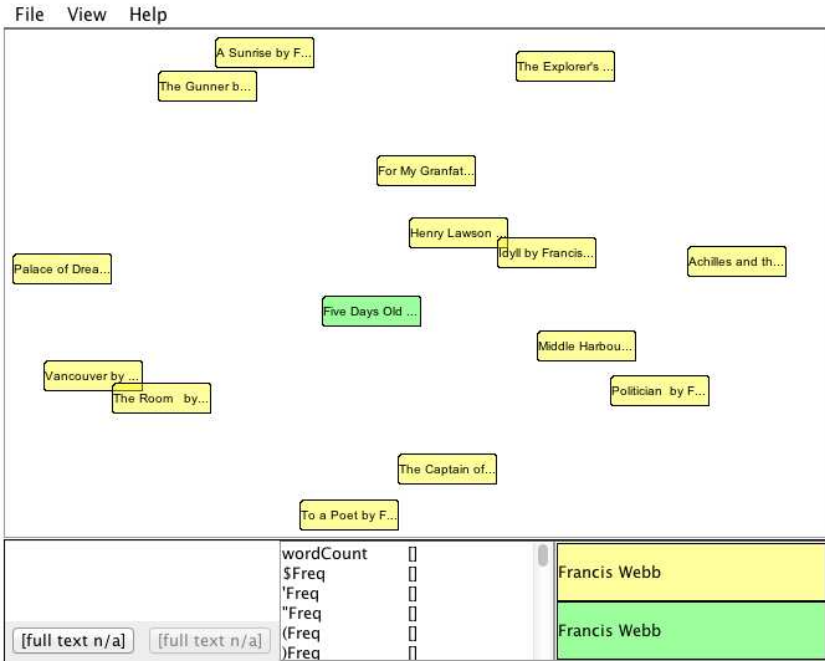 File View Help
A Sunrise by F...
The Explorer's ...
The Gunner b...
For My Granfat...
Henry Lawson ...
Idyll by Francis...
Palace of Drea...
Achilles and th...
Five Days Old ...
Middle Harbou...
Vancouver by ...
Politician by F...
The Room by...
The Captain of...
To a Poet by F...
wordCount []
$Freq []
'Freq []
"Freq []
(Freq []
)Freq []
[full text n/a] [full text n/a]
Francis Webb
Francis Webb